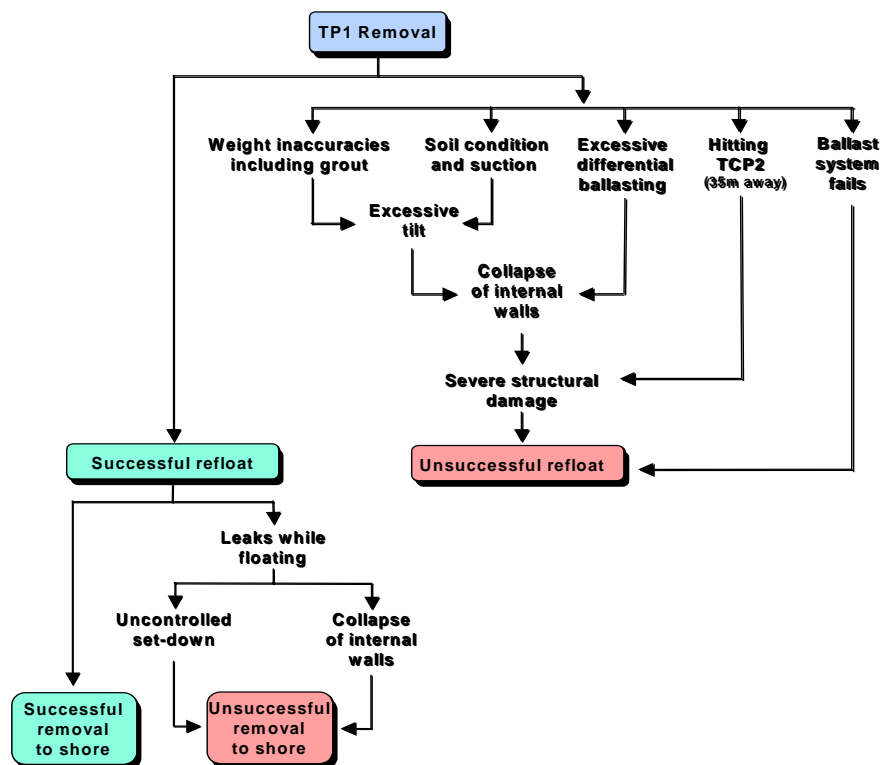 TP1 Removal
Weight inaccuracies
including grout
Soil condition
and suction
Excessive
differential
ballasting
Hitting
TCP2
(35m away)
Ballast
system
fails
Excessive
tilt
Collapse
of internal
walls
Severe structural
damage
Successful refloat
Unsuccessful refloat
Leaks while
floating
Uncontrolled
set-down
Collapse
of internal
walls
Successful
removal
to shore
Unsuccessful
removal
to shore